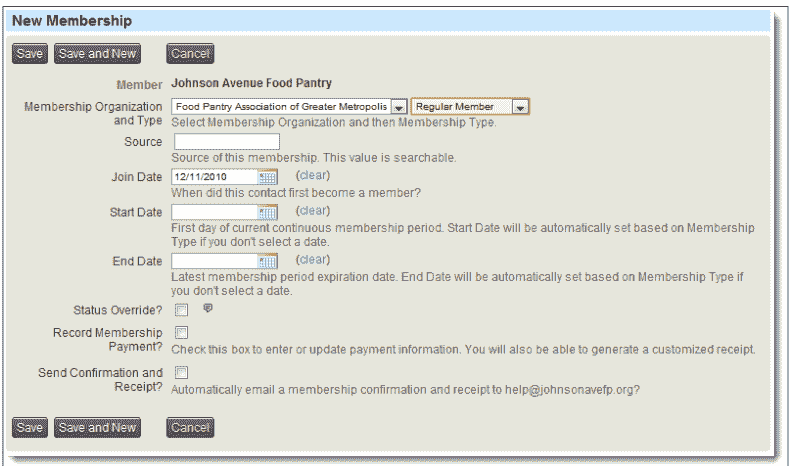 New Membership
Save Save and New Cancel
Member Johnson Avenue Food Pantry
Membership Organization and Type Food Pantry Association of Greater Metropolis Regular Member
Select Membership Organization and then Membership Type.
Source
Source of this membership. This value is searchable.
Join Date 12/11/2010 (clear)
When did this contact first become a member?
Start Date (clear)
First day of current continuous membership period. Start Date will be automatically set based on Membership
Type if you don't select a date.
End Date (clear)
Latest membership period expiration date. End Date will be automatically set based on Membership Type if
you don't select a date.
Status Override?
Record Membership
Payment? Check this box to enter or update payment information. You will also be able to generate a customized receipt.
Send Confirmation and
Receipt? Automatically email a membership confirmation and receipt to help@johnsonavefp.org?
Save Save and New Cancel